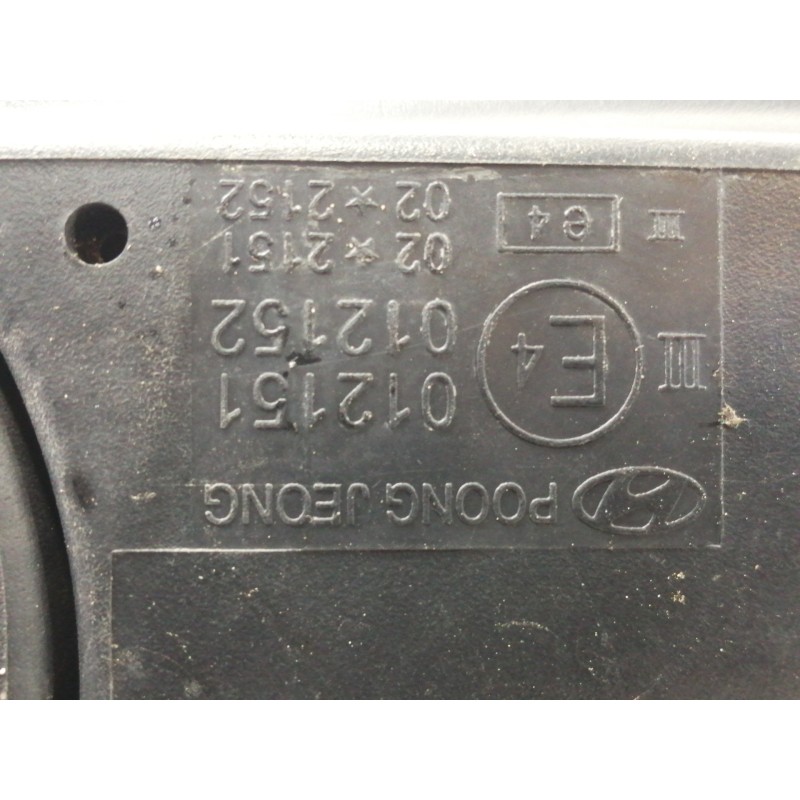 POONG JEONG
III E4 012151
012152
III e4 02*2151
02*2152